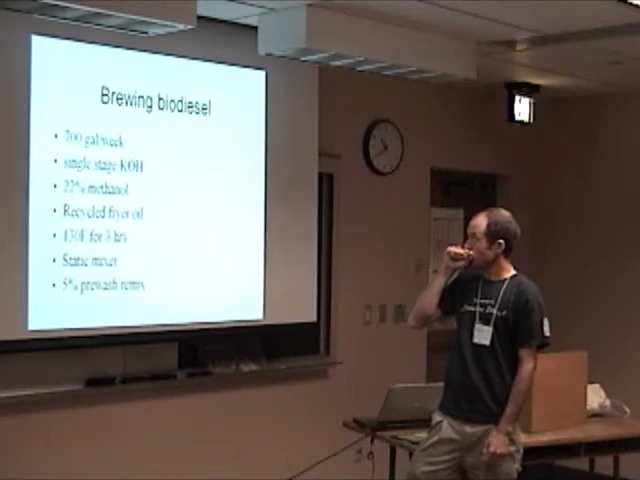 Brewing biodiesel
• 700 gal/week
• single stage KOH
• 22% methanol
• Recycled fryer oil
• 130F for 3 hrs
• Static mixer
• 5% prewash remix